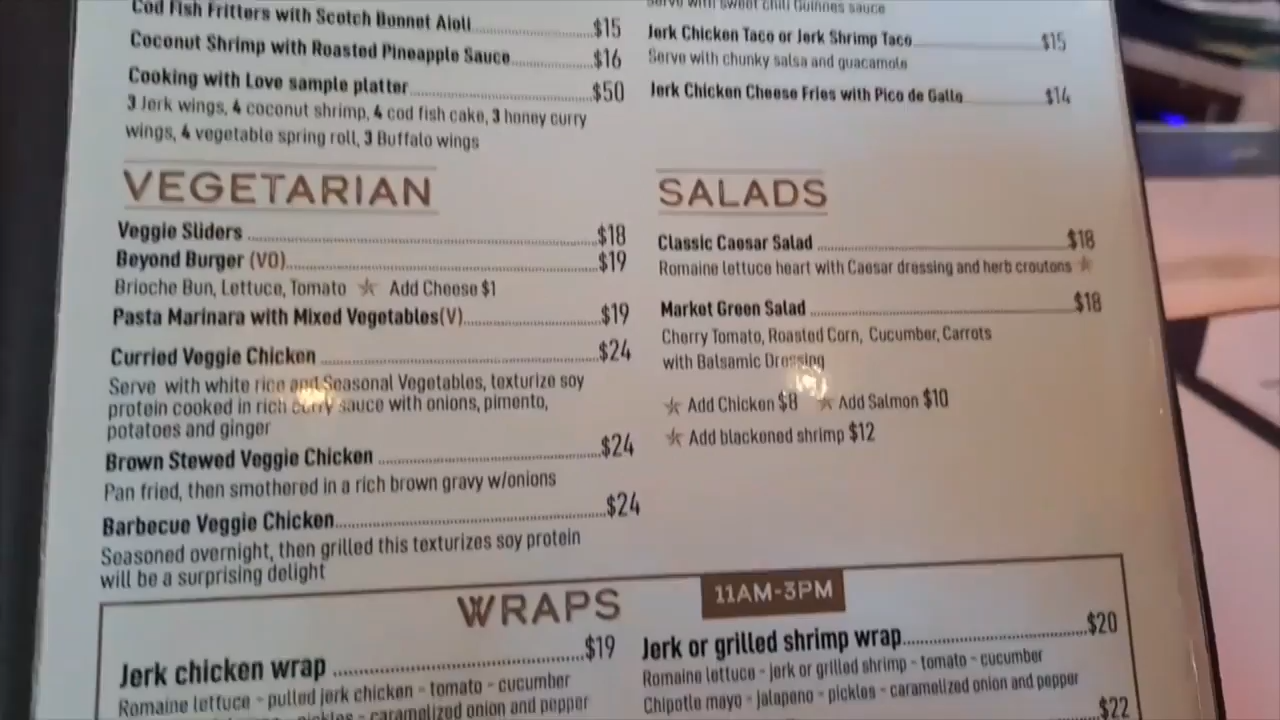 Cod Fish Fritters with Scotch Bonnet Aioli $15
Coconut Shrimp with Roasted Pineapple Sauce $16
Cooking with Love sample platter $50
3 Jerk wings, 4 coconut shrimp, 4 cod fish cake, 3 honey curry
wings, 4 vegetable spring roll, 3 Buffalo wings
VEGETARIAN
Veggie Sliders $18
Beyond Burger (VO) $19
Brioche Bun, Lettuce, Tomato ★ Add Cheese $1
Pasta Marinara with Mixed Vegetables(V) $19
Curried Veggie Chicken $24
Serve with white rice and Seasonal Vegetables, texturize soy
protein cooked in rich curry sauce with onions, pimento,
potatoes and ginger
Brown Stewed Veggie Chicken $24
Pan fried, then smothered in a rich brown gravy w/onions
Barbecue Veggie Chicken $24
Seasoned overnight, then grilled this texturizes soy protein
will be a surprising delight
Serve with sweet chili Guinnes sauce
Jerk Chicken Taco or Jerk Shrimp Taco $15
Serve with chunky salsa and guacamole
Jerk Chicken Cheese Fries with Pico de Gallo $14
SALADS
Classic Caesar Salad $18
Romaine lettuce heart with Caesar dressing and herb croutons ★
Market Green Salad $18
Cherry Tomato, Roasted Corn, Cucumber, Carrots
with Balsamic Dressing
★ Add Chicken $8 ★ Add Salmon $10
★ Add blackened shrimp $12
WRAPS 11AM-3PM
Jerk chicken wrap $19
Romaine lettuce - pulled jerk chicken - tomato - cucumber
pickles - caramelized onion and pepper
Jerk or grilled shrimp wrap $20
Romaine lettuce - jerk or grilled shrimp - tomato - cucumber
Chipotle mayo - jalapeno - pickles - caramelized onion and pepper
$22